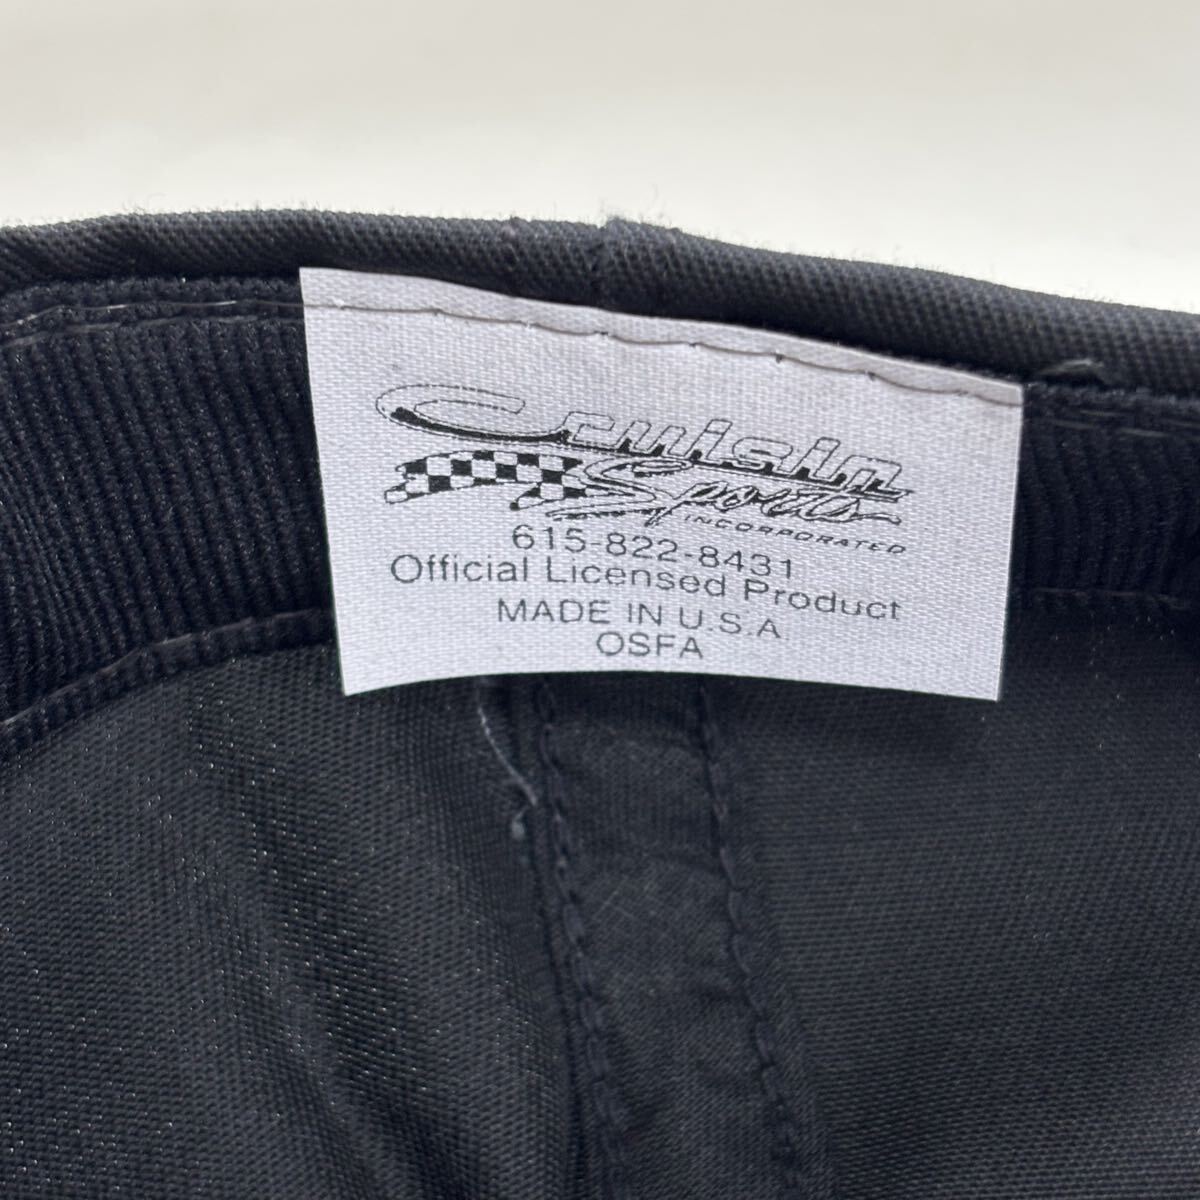 Cruisin
Sports
INCORPORATED
615-822-8431
Official Licensed Product
MADE IN U.S.A.
OSFA